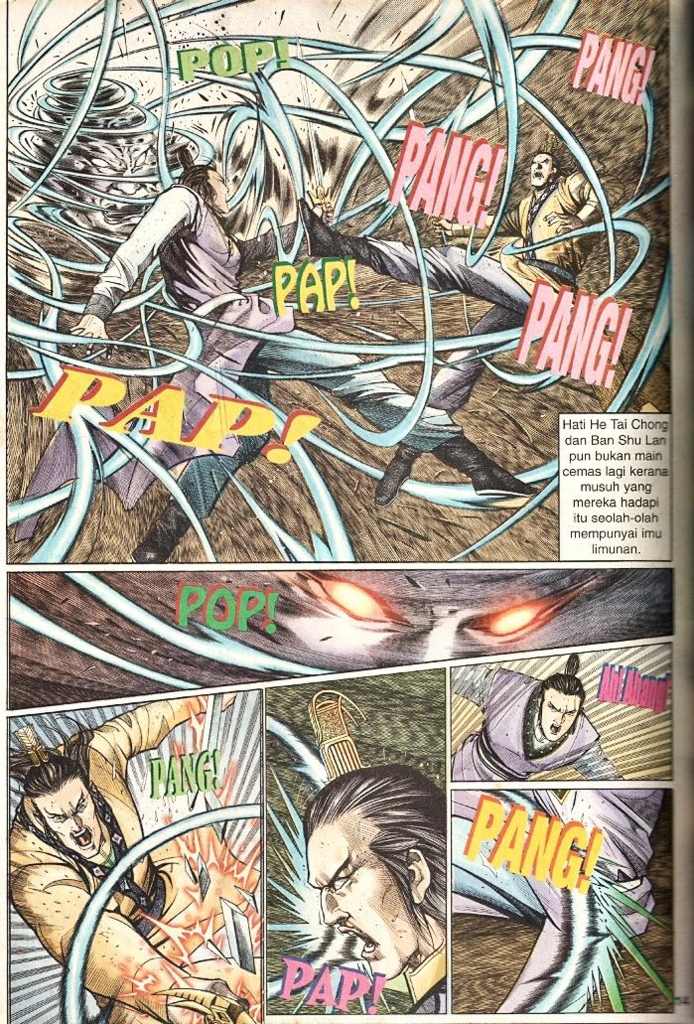 POP!
PANG!
PANG!
PAP!
PANG!
PAP!
Hati He Tai Chong
dan Ban Shu Lan
pun bukan main
cemas lagi kerana
musuh yang
mereka hadapi
itu seolah-olah
mempunyai imu
limunan.
POP!
PANG!
PAP!
PANG!